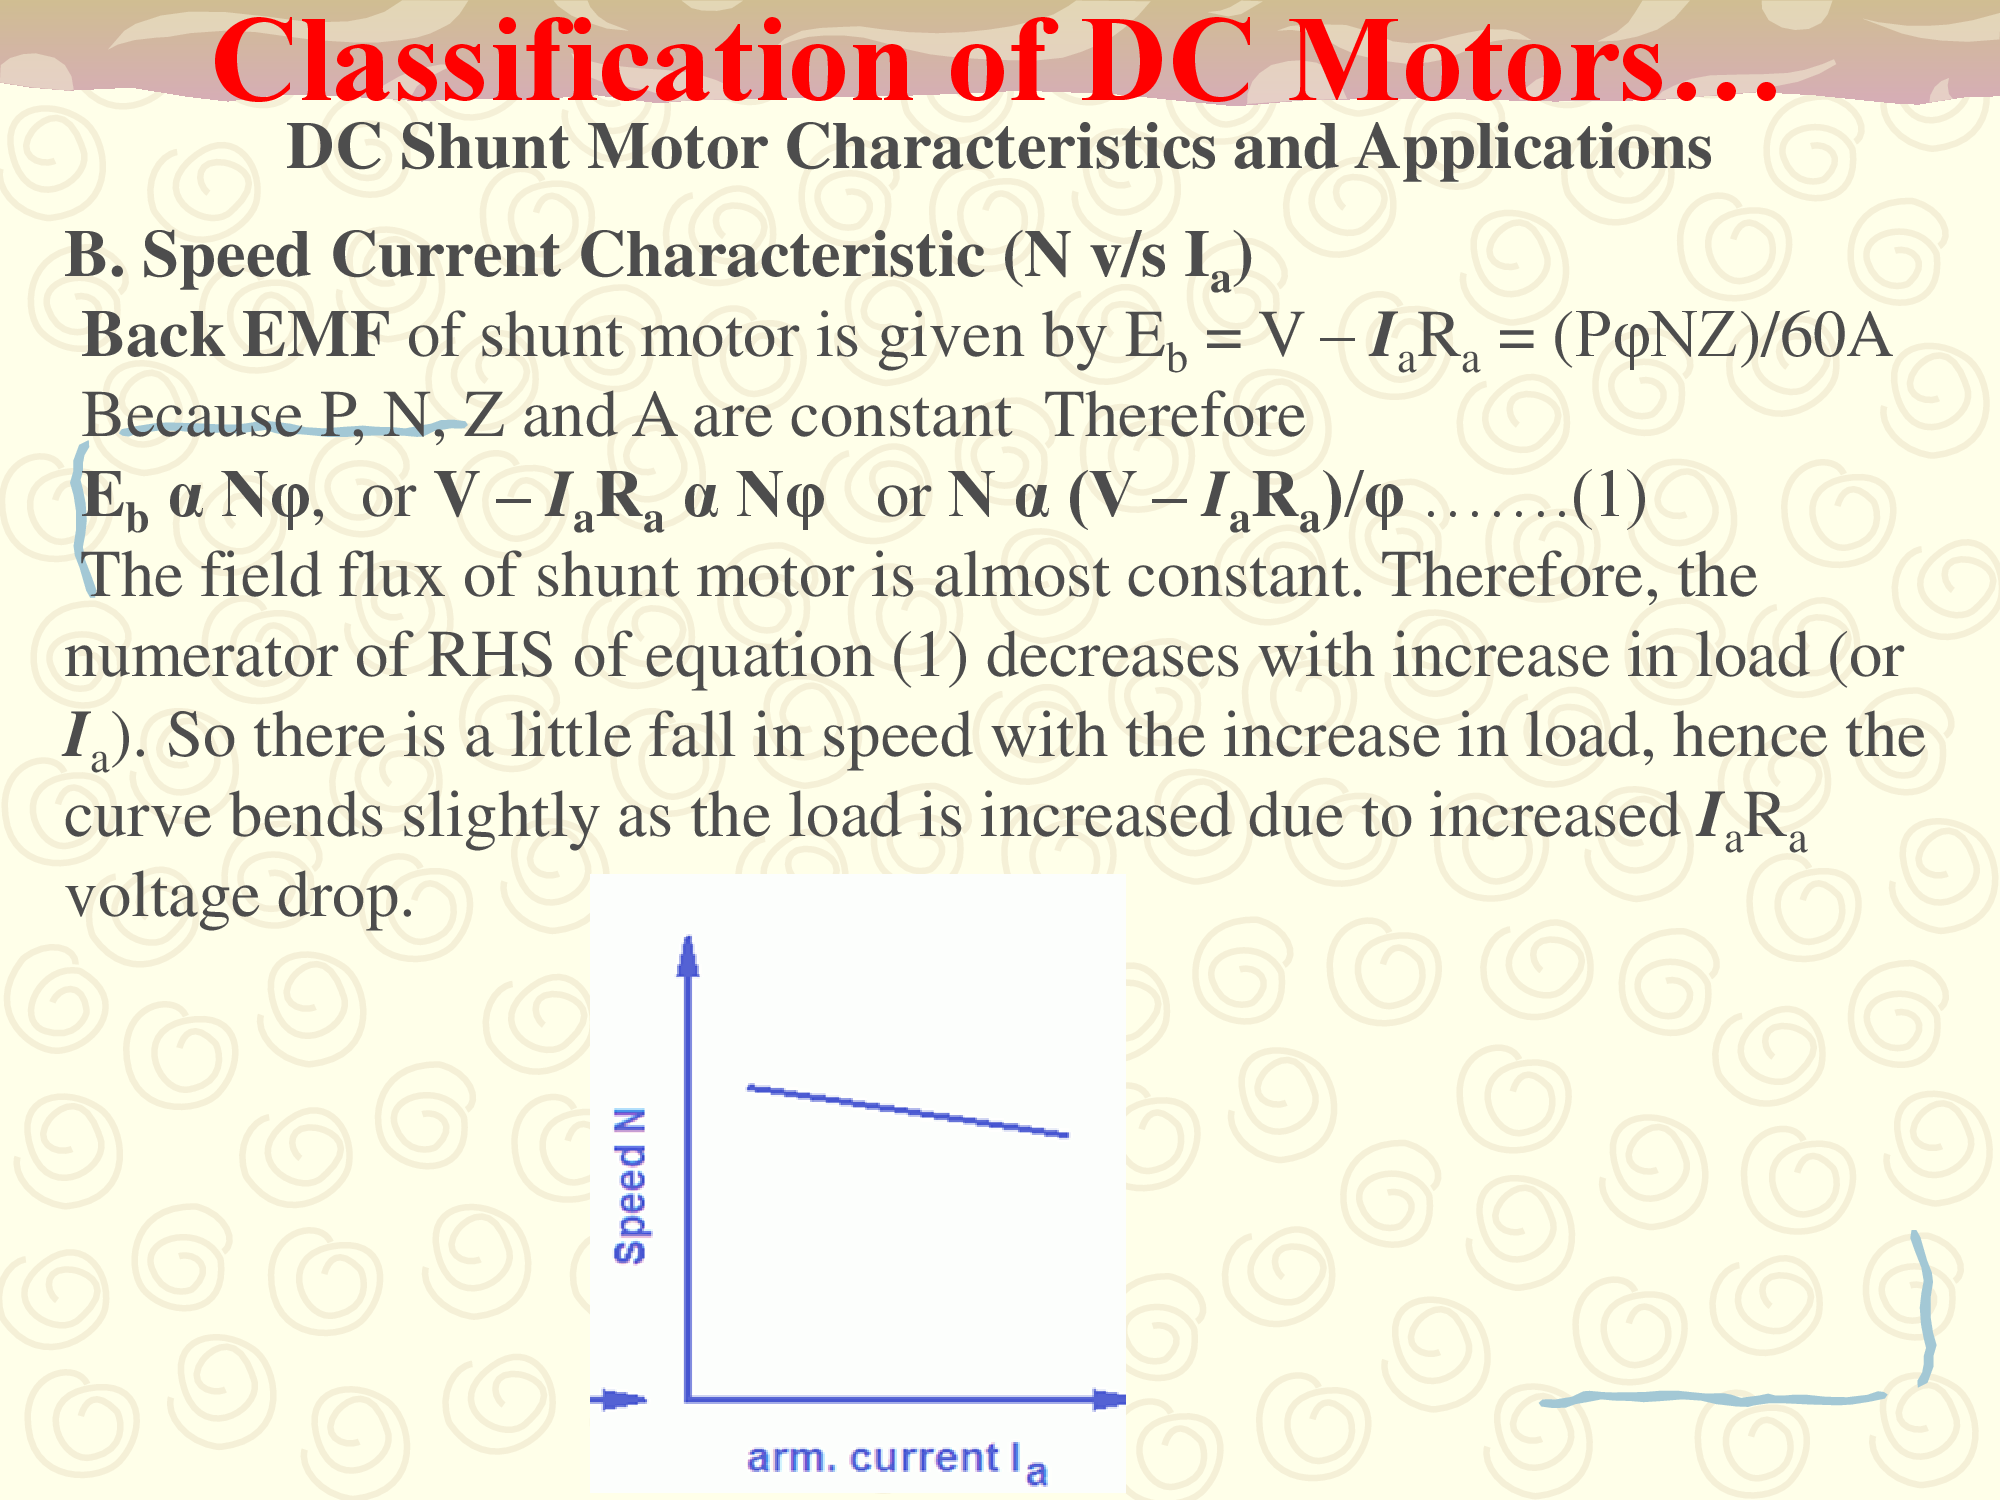 Classification of DC Motors…
DC Shunt Motor Characteristics and Applications
B. Speed Current Characteristic (N v/s Ia)
Back EMF of shunt motor is given by Eb = V – IaRa = (PφNZ)/60A
Because P, N, Z and A are constant Therefore
Eb α Nφ, or V – IaRa α Nφ or N α (V – IaRa)/φ …….(1)
The field flux of shunt motor is almost constant. Therefore, the
numerator of RHS of equation (1) decreases with increase in load (or
Ia). So there is a little fall in speed with the increase in load, hence the
curve bends slightly as the load is increased due to increased IaRa
voltage drop.
Speed N
arm. current Ia